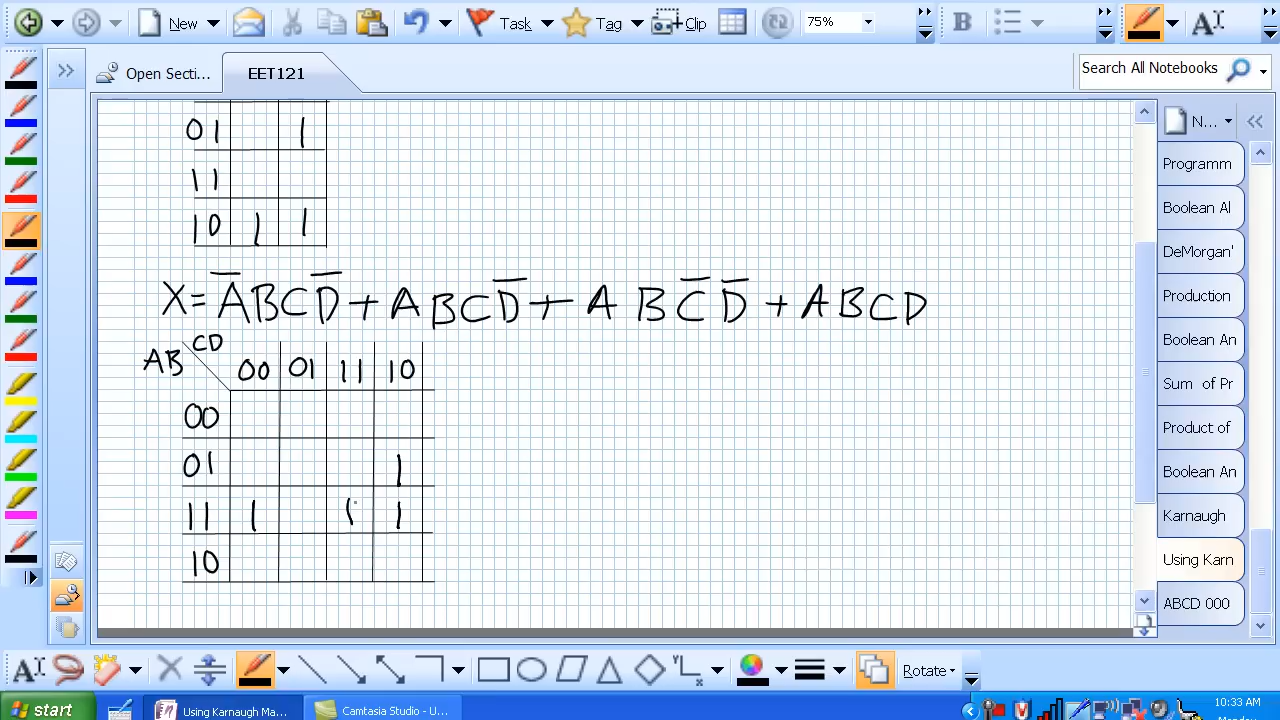 New Task Tag Clip 75% B A
Open Secti... EET121 Search All Notebooks
N...
01 1
11
10 1 1
X = A̅BCD̅ + ABCD̅ + ABC̅D̅ + ABCD
AB CD 00 01 11 10
00
01 1
11 1 1 1
10
Programm
Boolean Al
DeMorgan'
Production
Boolean An
Sum of Pr
Product of
Boolean An
Karnaugh
Using Karn
ABCD 000
A Rotate
start Using Karnaugh Ma... Camtasia Studio - U... 10:33 AM